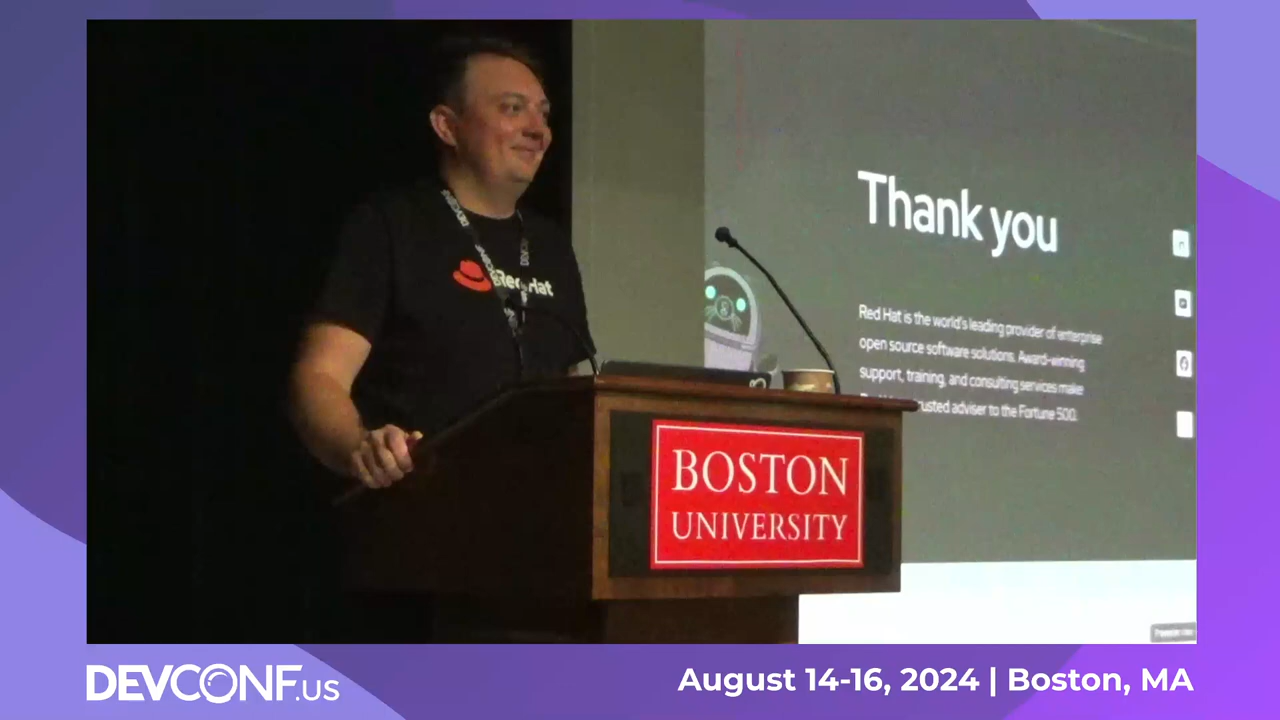 Red Hat
Thank you
Red Hat is the world's leading provider of enterprise
open source software solutions. Award-winning
support, training, and consulting services make
trusted adviser to the Fortune 500.
BOSTON
UNIVERSITY
DEVCONF.us
August 14-16, 2024 | Boston, MA